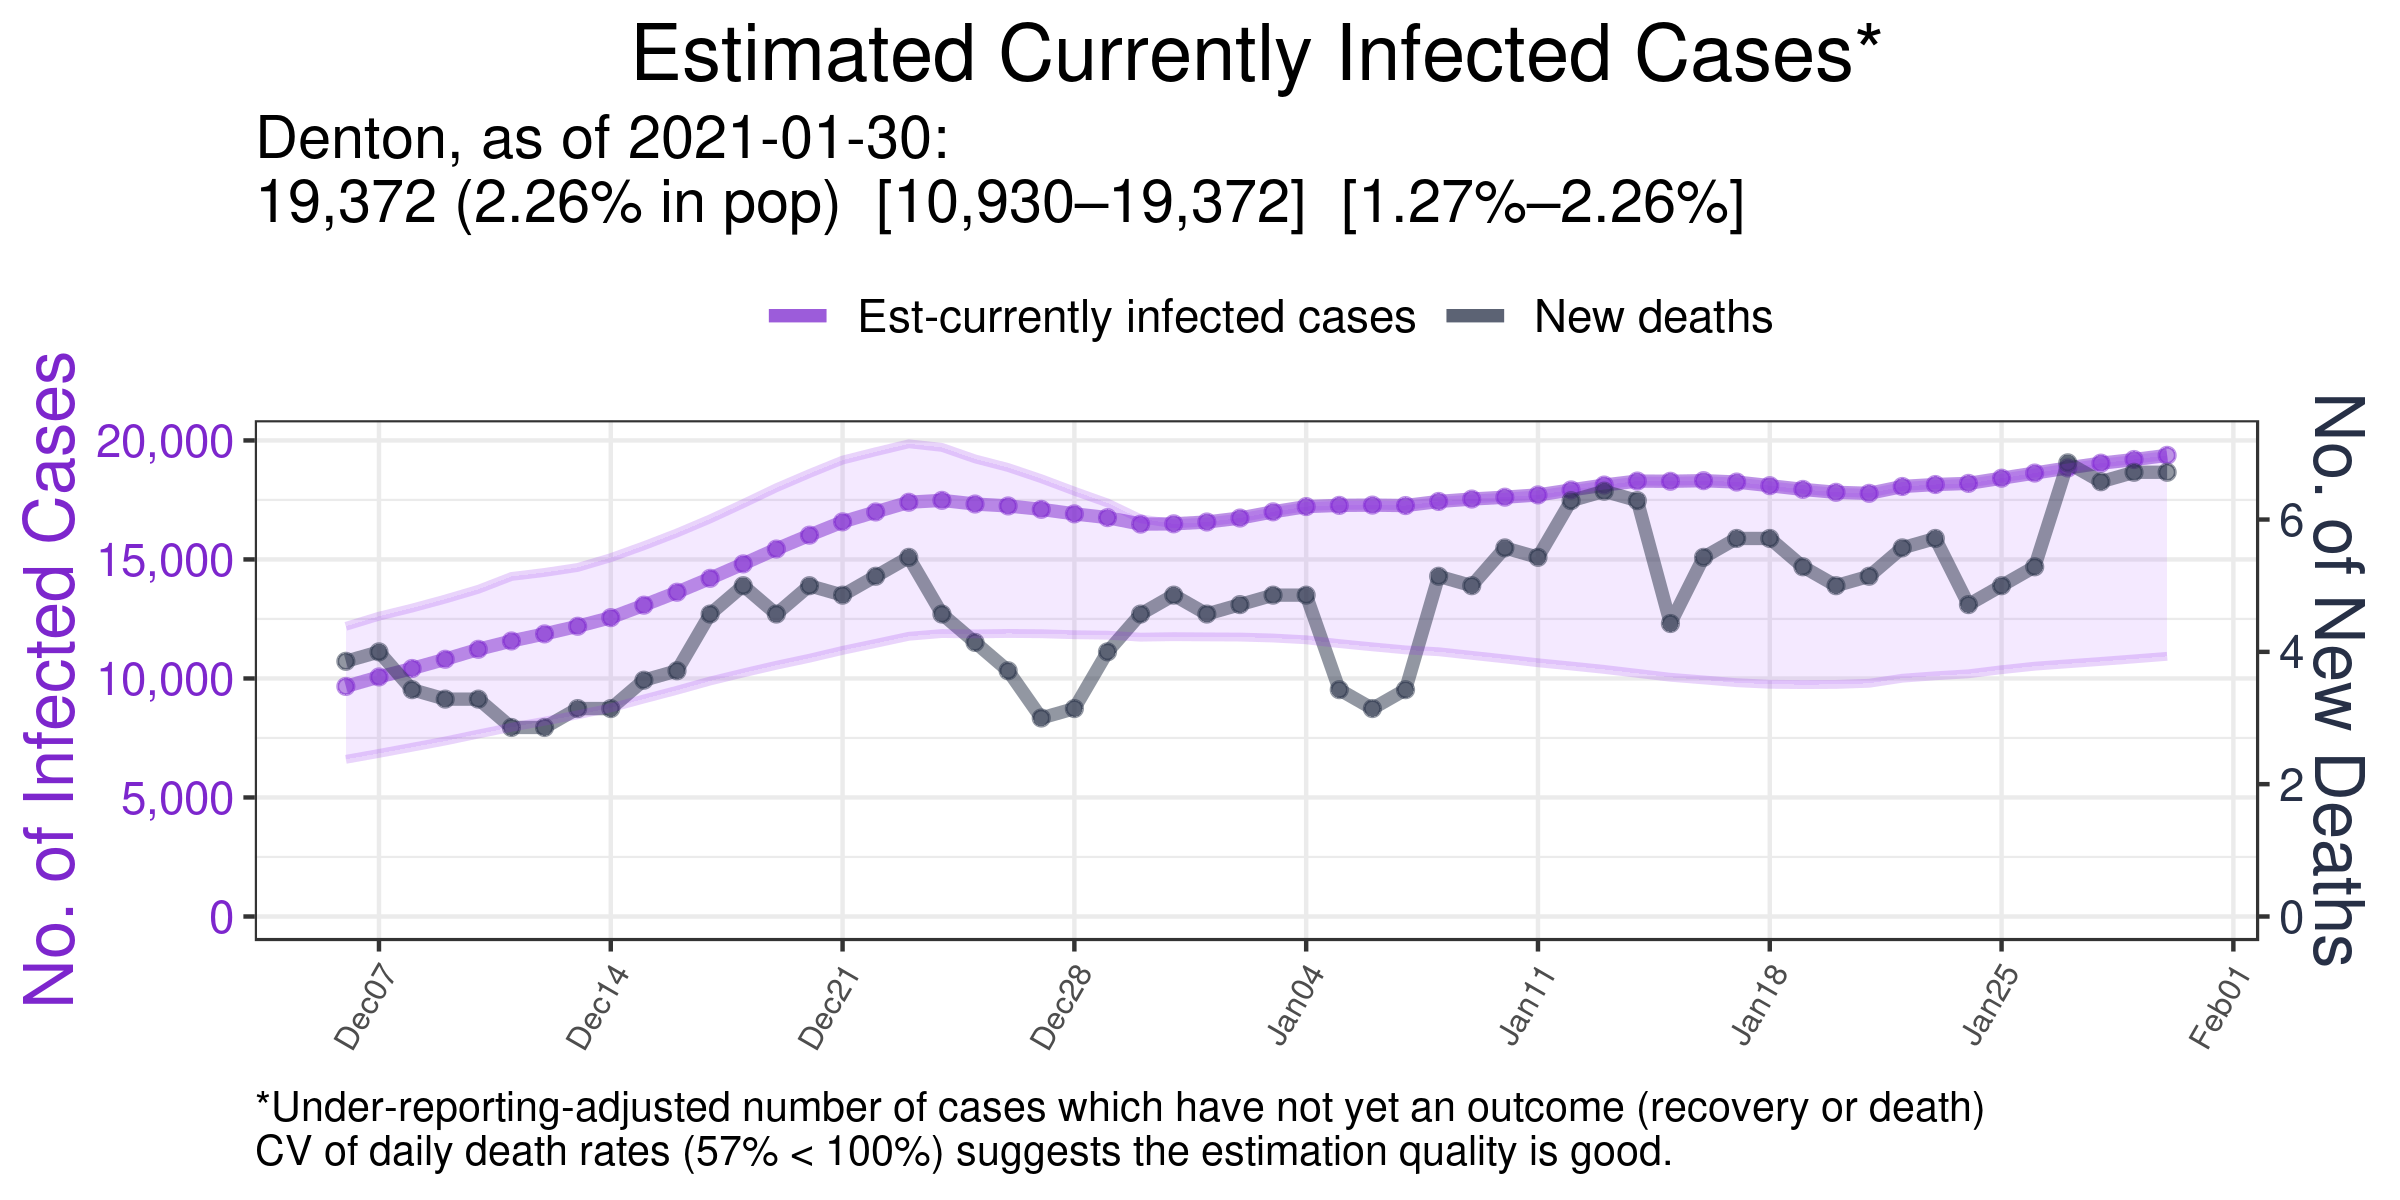 Estimated Currently Infected Cases*
Denton, as of 2021-01-30:
19,372 (2.26% in pop)  [10,930–19,372]  [1.27%–2.26%]
Est-currently infected cases
New deaths
No. of Infected Cases
20,000
15,000
10,000
5,000
0
No. of New Deaths
6
4
2
0
Dec07
Dec14
Dec21
Dec28
Jan04
Jan11
Jan18
Jan25
Feb01
*Under-reporting-adjusted number of cases which have not yet an outcome (recovery or death)
CV of daily death rates (57% < 100%) suggests the estimation quality is good.